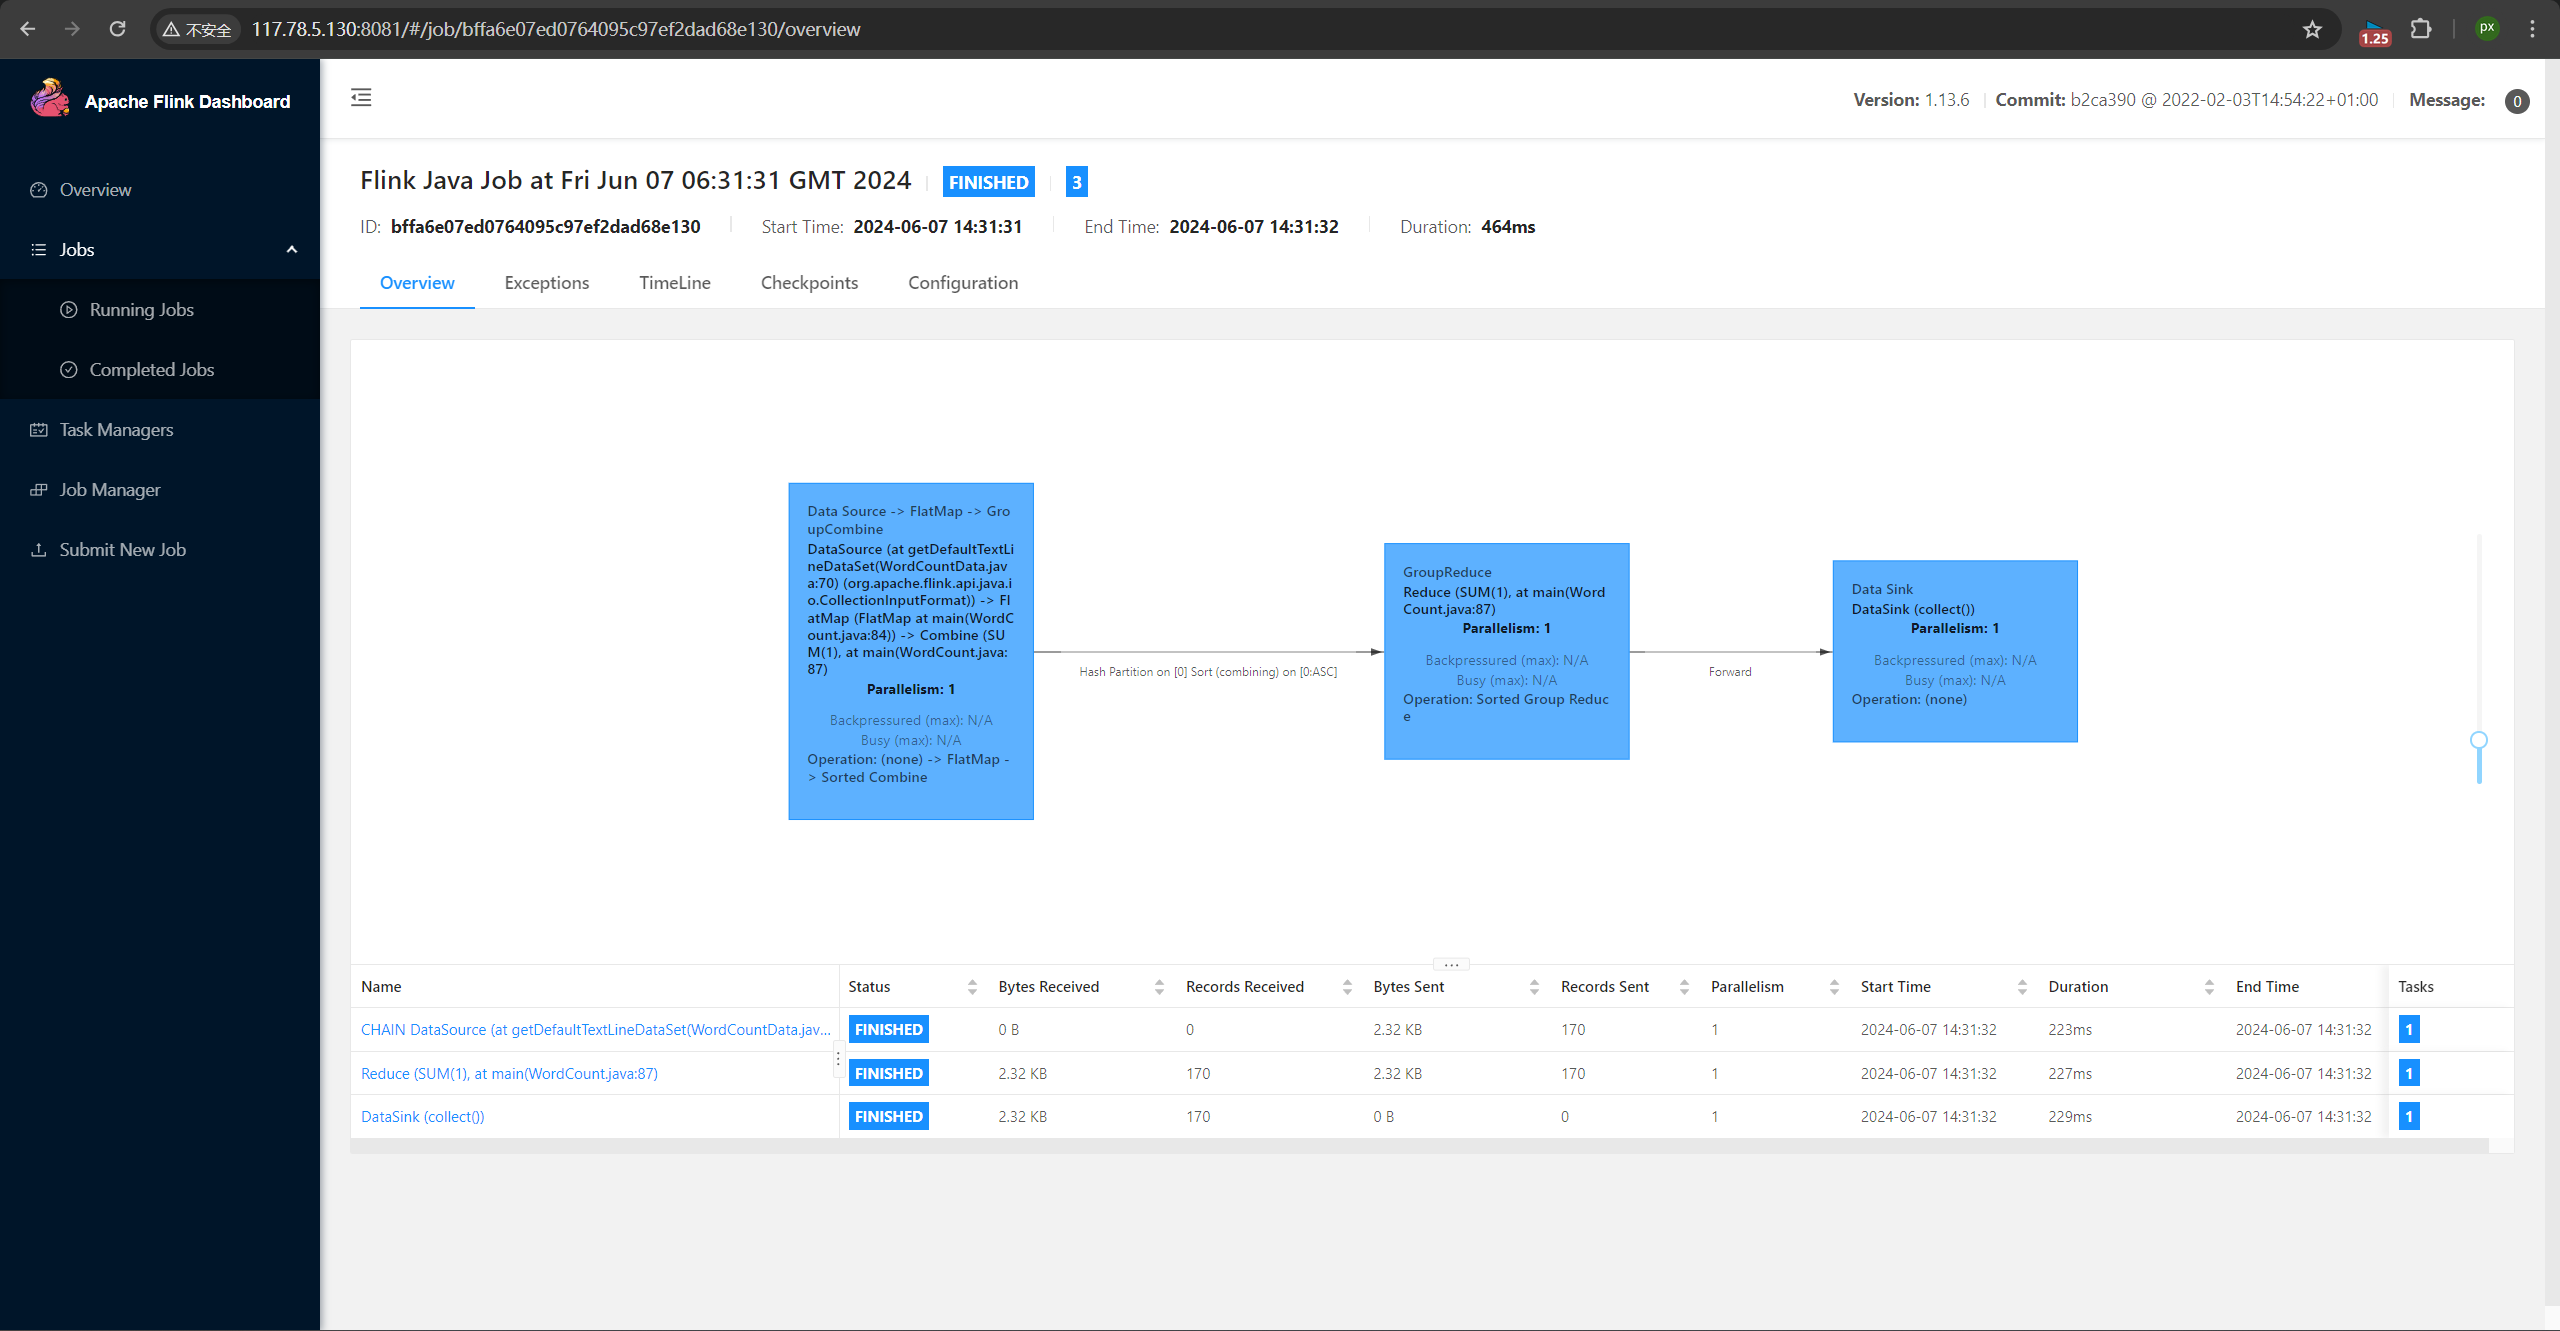 不安全 117.78.5.130:8081/#/job/bffa6e07ed0764095c97ef2dad68e130/overview
1.25
px
Apache Flink Dashboard
Version: 1.13.6 Commit: b2ca390 @ 2022-02-03T14:54:22+01:00 Message: 0
Overview
Jobs
Running Jobs
Completed Jobs
Task Managers
Job Manager
Submit New Job
Flink Java Job at Fri Jun 07 06:31:31 GMT 2024 FINISHED 3
ID: bffa6e07ed0764095c97ef2dad68e130 Start Time: 2024-06-07 14:31:31 End Time: 2024-06-07 14:31:32 Duration: 464ms
Overview Exceptions TimeLine Checkpoints Configuration
Data Source -> FlatMap -> Gro
upCombine
DataSource (at getDefaultTextLi
neDataSet(WordCountData.jav
a:70) (org.apache.flink.api.java.i
o.CollectionInputFormat)) -> Fl
atMap (FlatMap at main(WordC
ount.java:84)) -> Combine (SU
M(1), at main(WordCount.java:
87)
Parallelism: 1
Backpressured (max): N/A
Busy (max): N/A
Operation: (none) -> FlatMap -
> Sorted Combine
Hash Partition on [0] Sort (combining) on [0:ASC]
GroupReduce
Reduce (SUM(1), at main(Word
Count.java:87)
Parallelism: 1
Backpressured (max): N/A
Busy (max): N/A
Operation: Sorted Group Reduc
e
Forward
Data Sink
DataSink (collect())
Parallelism: 1
Backpressured (max): N/A
Busy (max): N/A
Operation: (none)
Name Status Bytes Received Records Received Bytes Sent Records Sent Parallelism Start Time Duration End Time Tasks
CHAIN DataSource (at getDefaultTextLineDataSet(WordCountData.jav... FINISHED 0 B 0 2.32 KB 170 1 2024-06-07 14:31:32 223ms 2024-06-07 14:31:32 1
Reduce (SUM(1), at main(WordCount.java:87) FINISHED 2.32 KB 170 2.32 KB 170 1 2024-06-07 14:31:32 227ms 2024-06-07 14:31:32 1
DataSink (collect()) FINISHED 2.32 KB 170 0 B 0 1 2024-06-07 14:31:32 229ms 2024-06-07 14:31:32 1